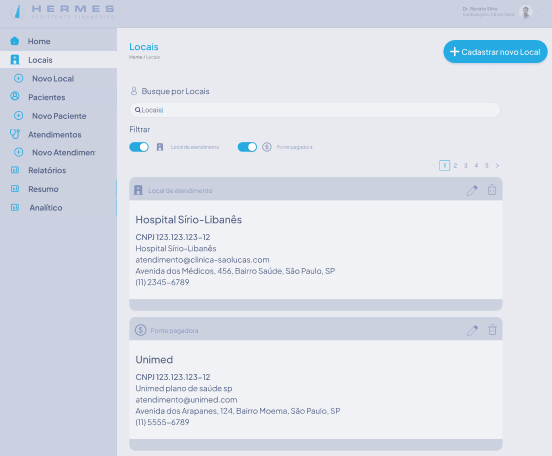 HERMES
ASSISTENTE FINANCEIRO
Dr. Renato Silva
Home
Locais
Novo Local
Pacientes
Novo Paciente
Atendimentos
Novo Atendimen
Relatórios
Resumo
Analítico
Locais
Home / Locais
Cadastrar novo Local
Busque por Locais
Locais
Filtrar
Local de atendimento
Fonte pagadora
1 2 3 4 5 >
Local de atendimento
Hospital Sírio-Libanês
CNPJ 123.123.123-12
Hospital Sírio-Libanês
atendimento@clinica-saolucas.com
Avenida dos Médicos, 456, Bairro Saúde, São Paulo, SP
(11) 2345-6789
Fonte pagadora
Unimed
CNPJ 123.123.123-12
Unimed plano de saúde sp
atendimento@unimed.com
Avenida dos Arapanes, 124, Bairro Moema, São Paulo, SP
(11) 5555-6789